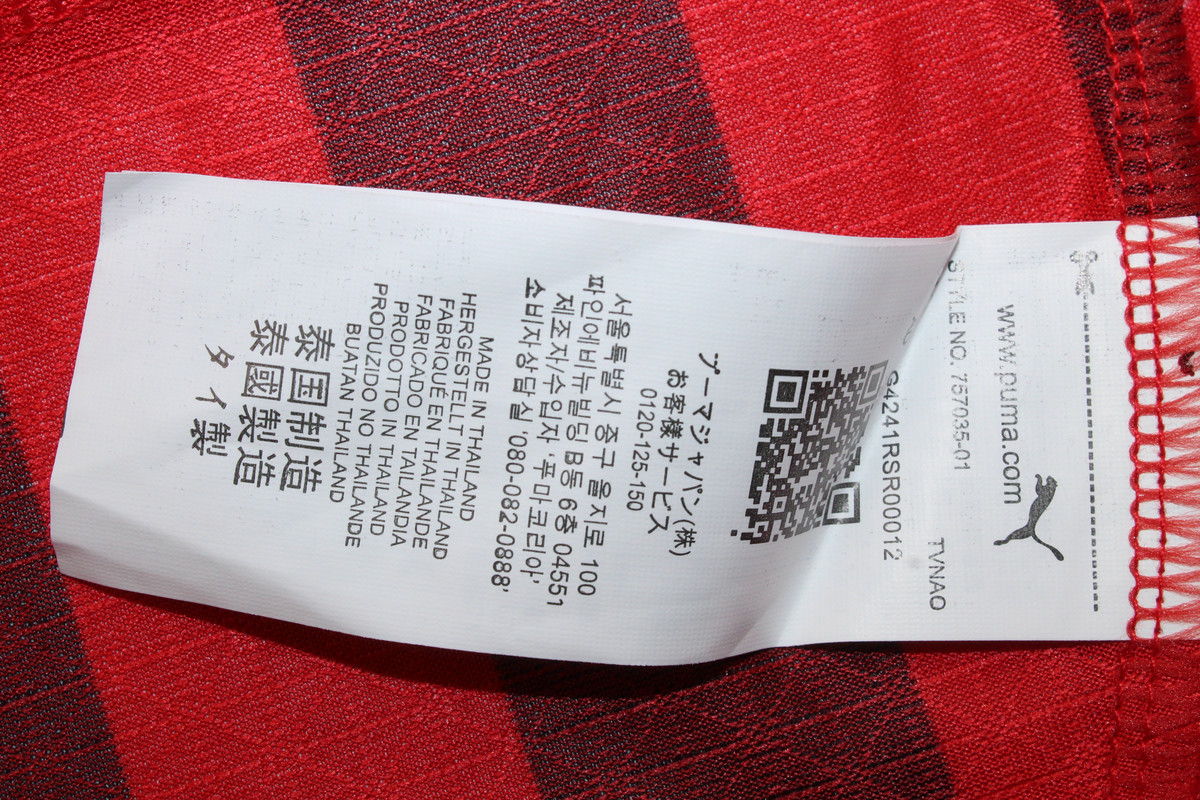 www.puma.com
TVNAQ
STYLE NO. 757035-01
G4241RSR00012
プーマジャパン(株)
お客様サービス
0120-125-150
서울특별시 중구 을지로 100
파인에비뉴빌딩 B동 6층 04551
제조자/수입자 '푸마코리아'
소비자상담실 '080-082-0888'
MADE IN THAILAND
HERGESTELLT IN THAILAND
FABRIQUÉ EN THAILANDE
FABRICADO EN TAILANDIA
PRODOTTO IN THAILAND
PRODUZIDO NO THAILANDE
BUATAN THAILAND
泰国制造
泰國製造
タイ製